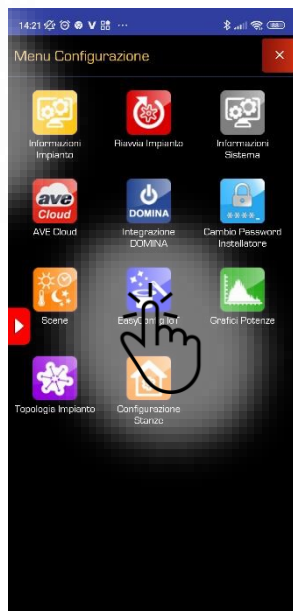 14:21
Menu Configurazione
Informazioni
Impianto
Riavvia Impianto
Informazioni
Sistema
ave
Cloud
DOMINA
****_
AVE Cloud
Integrazione
DOMINA
Cambio Password
Installatore
Scene
Grafici Potenze
Topologia Impianto
Configurazione
Stanze